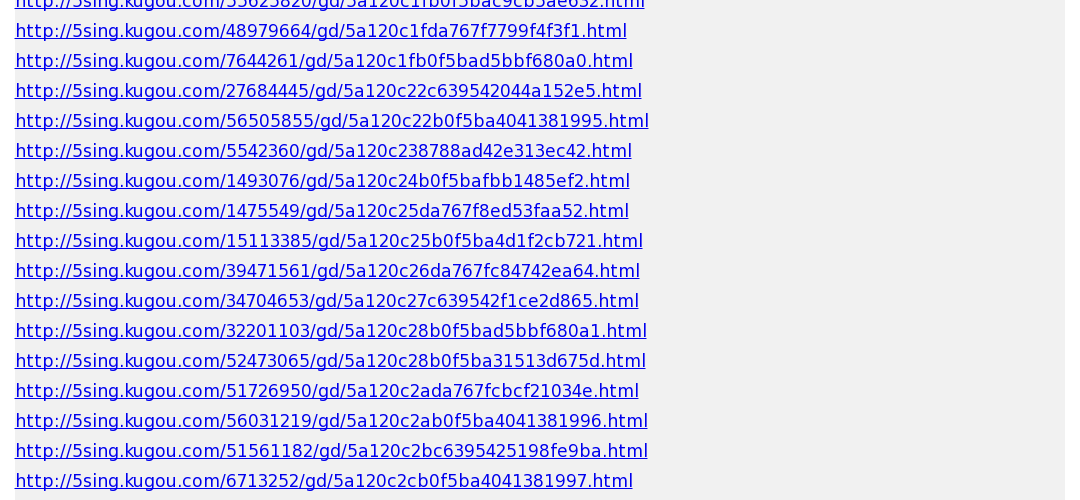 http://5sing.kugou.com/48979664/gd/5a120c1fda767f7799f4f3f1.html
http://5sing.kugou.com/7644261/gd/5a120c1fb0f5bad5bbf680a0.html
http://5sing.kugou.com/27684445/gd/5a120c22c639542044a152e5.html
http://5sing.kugou.com/56505855/gd/5a120c22b0f5ba4041381995.html
http://5sing.kugou.com/5542360/gd/5a120c238788ad42e313ec42.html
http://5sing.kugou.com/1493076/gd/5a120c24b0f5bafbb1485ef2.html
http://5sing.kugou.com/1475549/gd/5a120c25da767f8ed53faa52.html
http://5sing.kugou.com/15113385/gd/5a120c25b0f5ba4d1f2cb721.html
http://5sing.kugou.com/39471561/gd/5a120c26da767fc84742ea64.html
http://5sing.kugou.com/34704653/gd/5a120c27c639542f1ce2d865.html
http://5sing.kugou.com/32201103/gd/5a120c28b0f5bad5bbf680a1.html
http://5sing.kugou.com/52473065/gd/5a120c28b0f5ba31513d675d.html
http://5sing.kugou.com/51726950/gd/5a120c2ada767fcbcf21034e.html
http://5sing.kugou.com/56031219/gd/5a120c2ab0f5ba4041381996.html
http://5sing.kugou.com/51561182/gd/5a120c2bc6395425198fe9ba.html
http://5sing.kugou.com/6713252/gd/5a120c2cb0f5ba4041381997.html